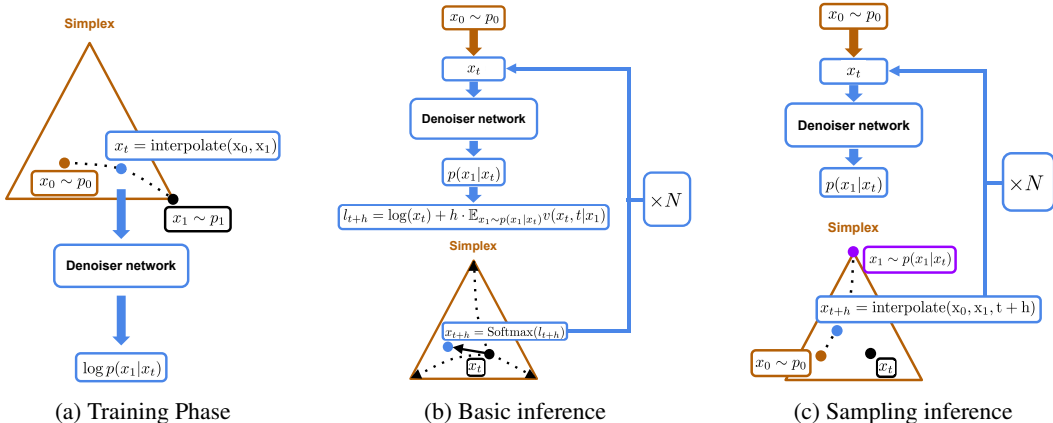 Simplex
x_t = interpolate(x_0, x_1)
x_0 ∼ p_0
x_1 ∼ p_1
Denoiser network
log p(x_1|x_t)
(a) Training Phase
x_0 ∼ p_0
x_t
Denoiser network
p(x_1|x_t)
×N
l_{t+h} = log(x_t) + h · 𝔼_{x_1∼p(x_1|x_t)} v(x_t, t|x_1)
Simplex
x_{t+h} = Softmax(l_{t+h})
x_t
(b) Basic inference
x_0 ∼ p_0
x_t
Denoiser network
p(x_1|x_t)
×N
Simplex
x_1 ∼ p(x_1|x_t)
x_{t+h} = interpolate(x_0, x_1, t + h)
x_0 ∼ p_0
x_t
(c) Sampling inference